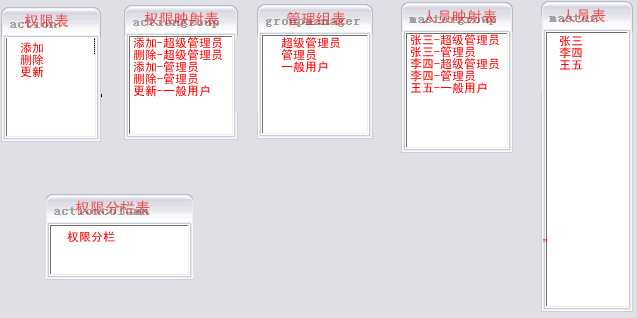 权限表
action
添加
删除
更新
权限映射表
actiongroup
添加-超级管理员
删除-超级管理员
添加-管理员
删除-管理员
更新-一般用户
管理组表
groupmanager
超级管理员
管理员
一般用户
人员映射表
mastergroup
张三-超级管理员
张三-管理员
李四-超级管理员
李四-管理员
王五-一般用户
人员表
master
张三
李四
王五
权限分栏表
actioncolumn
权限分栏